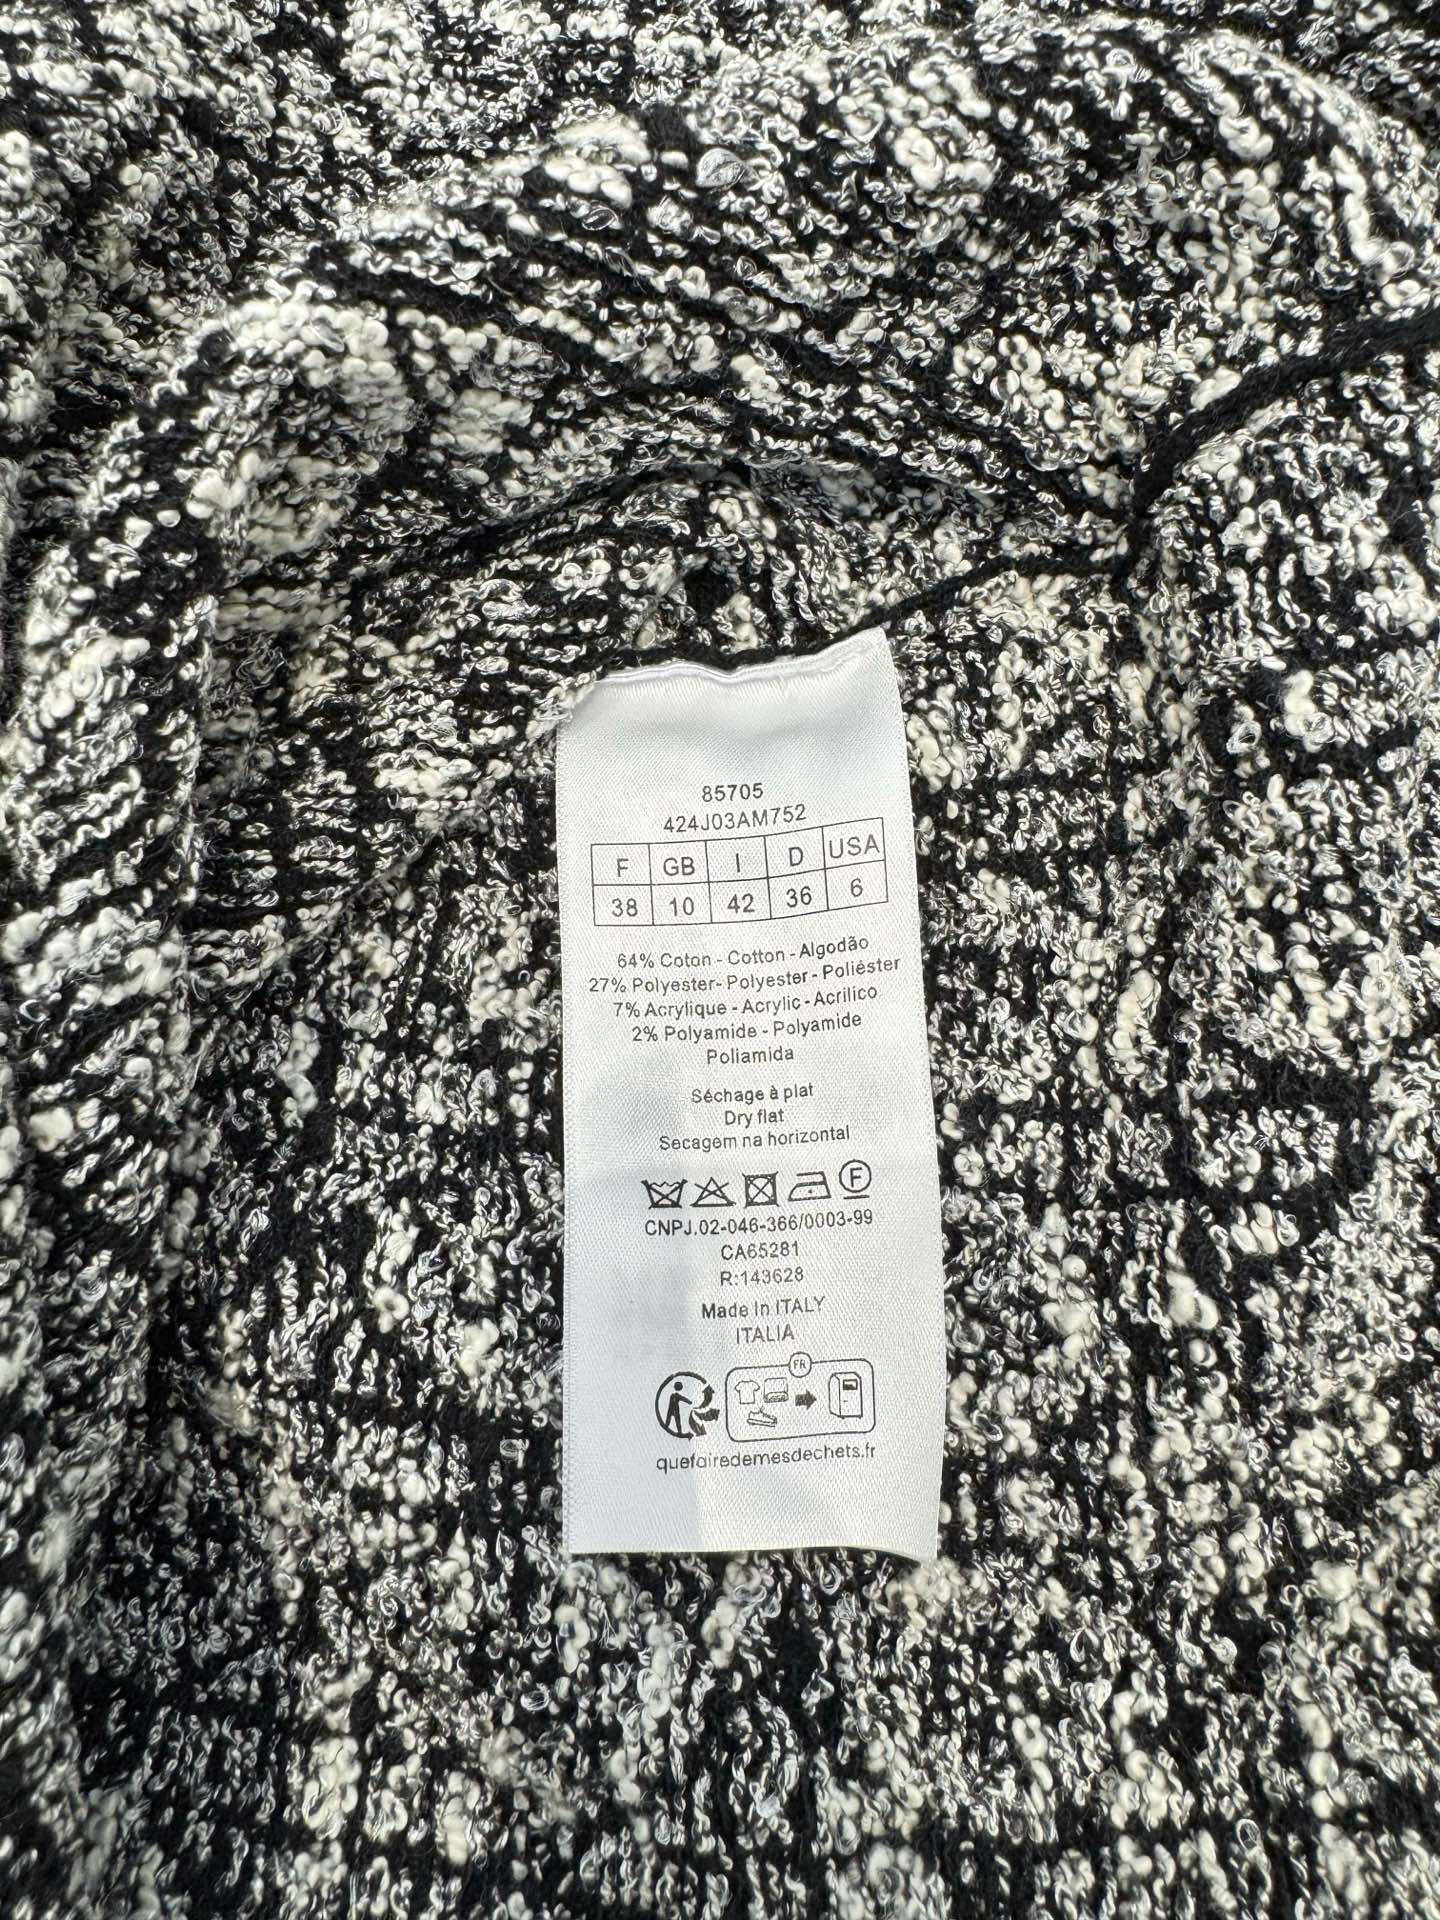 85705
424J03AM752
F GB I D USA
38 10 42 36 6
64% Coton - Cotton - Algodão
27% Polyester- Polyester - Poliéster
7% Acrylique - Acrylic - Acrilico
2% Polyamide - Polyamide
Poliamida
Séchage à plat
Dry flat
Secagem na horizontal
F
CNPJ.02-046-366/0003-99
CA65281
R:143628
Made in ITALY
ITALIA
FR
quefairedemesdechets.fr